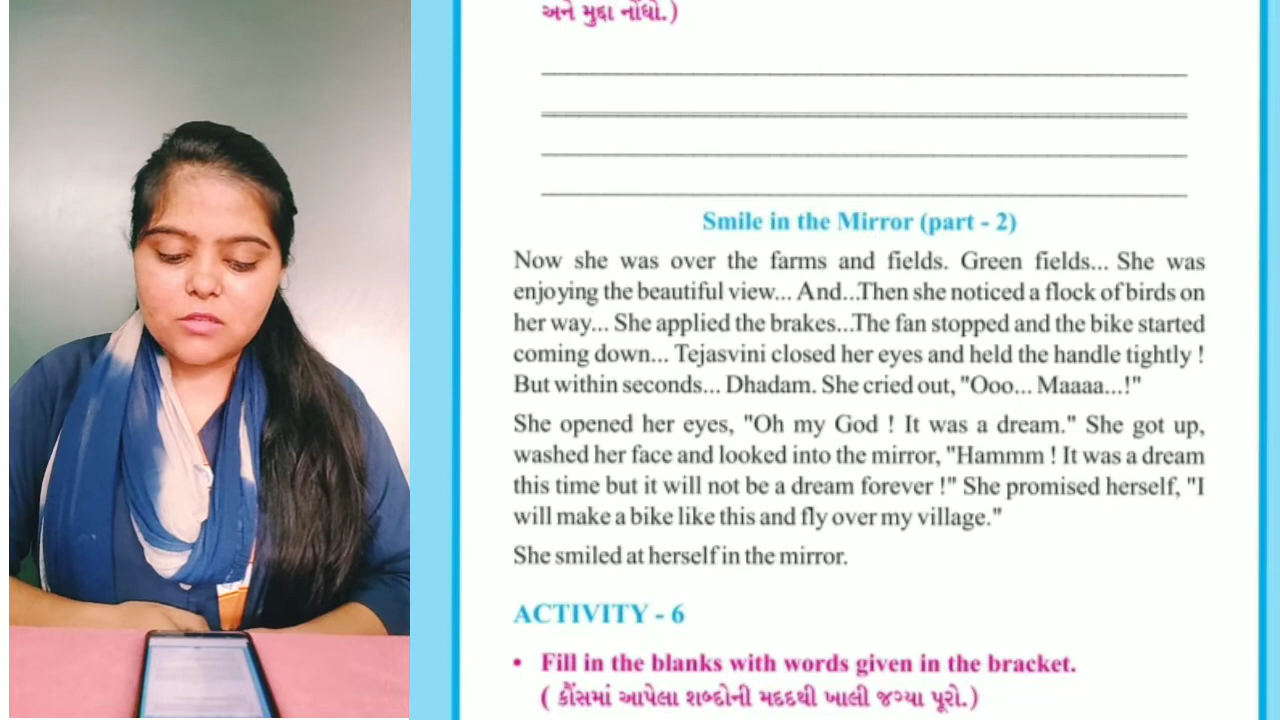 અને મુદ્દા નોંધો.)
Smile in the Mirror (part - 2)
Now she was over the farms and fields. Green fields... She was
enjoying the beautiful view... And...Then she noticed a flock of birds on
her way... She applied the brakes...The fan stopped and the bike started
coming down... Tejasvini closed her eyes and held the handle tightly !
But within seconds... Dhadam. She cried out, "Ooo... Maaaa...!"
She opened her eyes, "Oh my God ! It was a dream." She got up,
washed her face and looked into the mirror, "Hammm ! It was a dream
this time but it will not be a dream forever !" She promised herself, "I
will make a bike like this and fly over my village."
She smiled at herself in the mirror.
ACTIVITY - 6
• Fill in the blanks with words given in the bracket.
( કૌંસમાં આપેલા શબ્દોની મદદથી ખાલી જગ્યા પૂરો.)